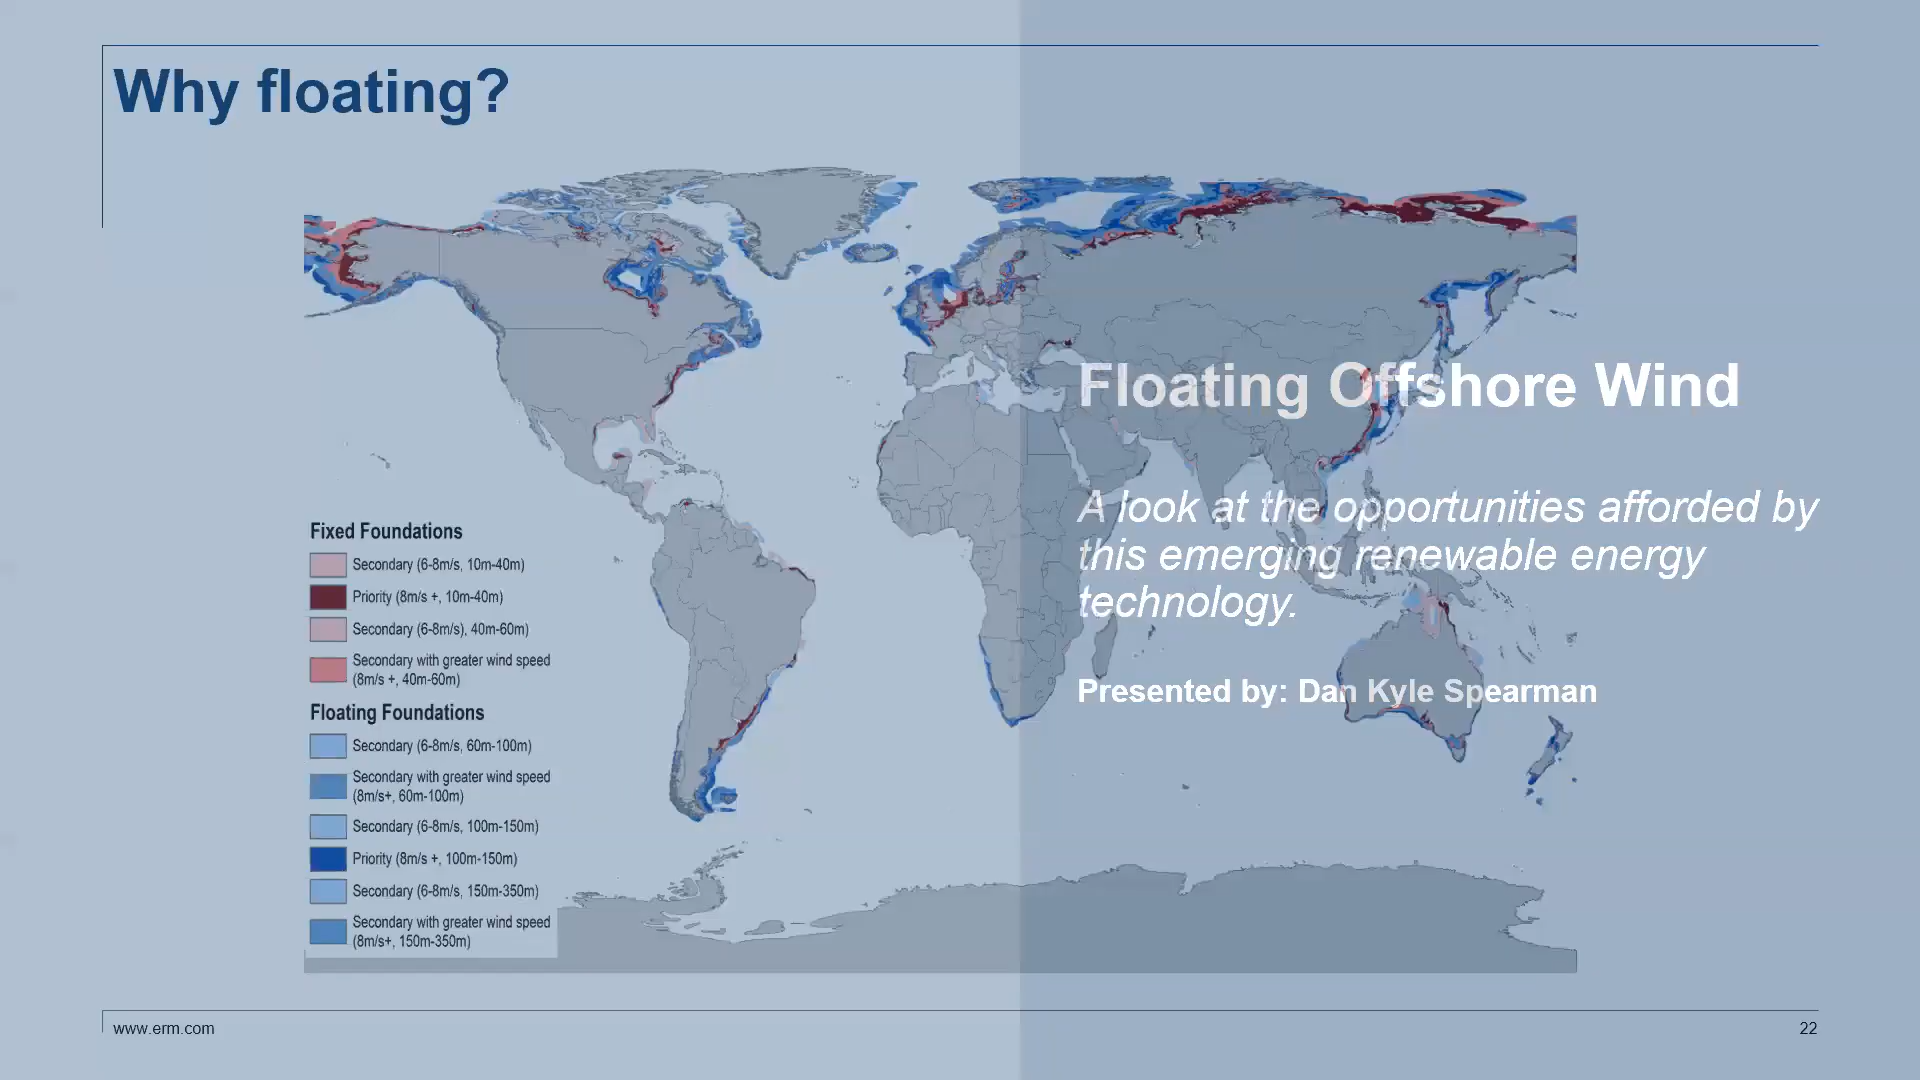 Why floating?
Floating Offshore Wind
A look at the opportunities afforded by
this emerging renewable energy
technology.
Presented by: Dan Kyle Spearman
Fixed Foundations
Secondary (6-8m/s, 10m-40m)
Priority (8m/s +, 10m-40m)
Secondary (6-8m/s), 40m-60m)
Secondary with greater wind speed
(8m/s +, 40m-60m)
Floating Foundations
Secondary (6-8m/s, 60m-100m)
Secondary with greater wind speed
(8m/s+, 60m-100m)
Secondary (6-8m/s, 100m-150m)
Priority (8m/s +, 100m-150m)
Secondary (6-8m/s, 150m-350m)
Secondary with greater wind speed
(8m/s+, 150m-350m)
www.erm.com
22